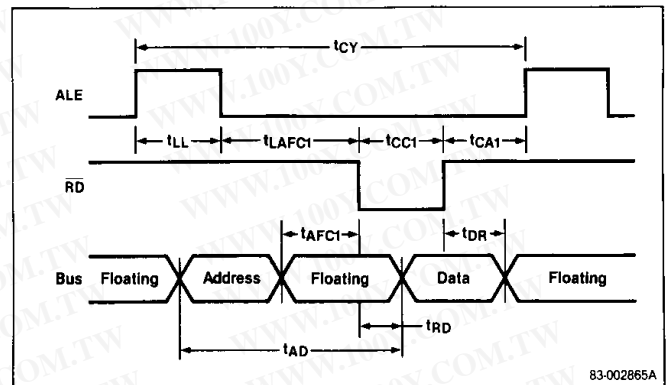 tCY
ALE
tLL tLAFC1 tCC1 tCA1
RD
tAFC1 tDR
Bus Floating Address Floating Data Floating
tRD
tAD
83-002865A
WWW.100Y.COM.TW